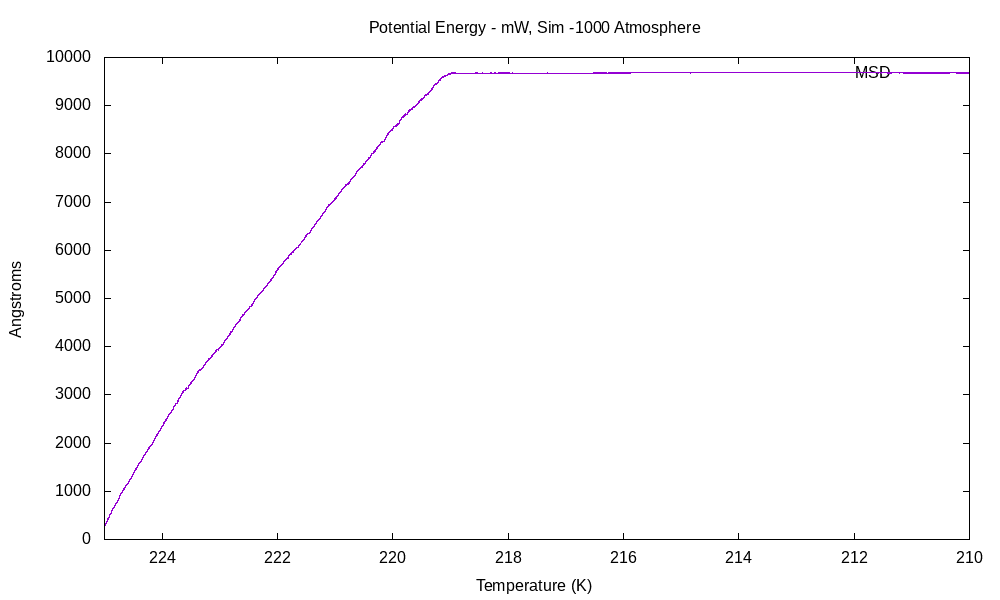 Potential Energy - mW, Sim -1000 Atmosphere
10000
9000
8000
7000
6000
5000
4000
3000
2000
1000
0
Angstroms
MSD
224 222 220 218 216 214 212 210
Temperature (K)